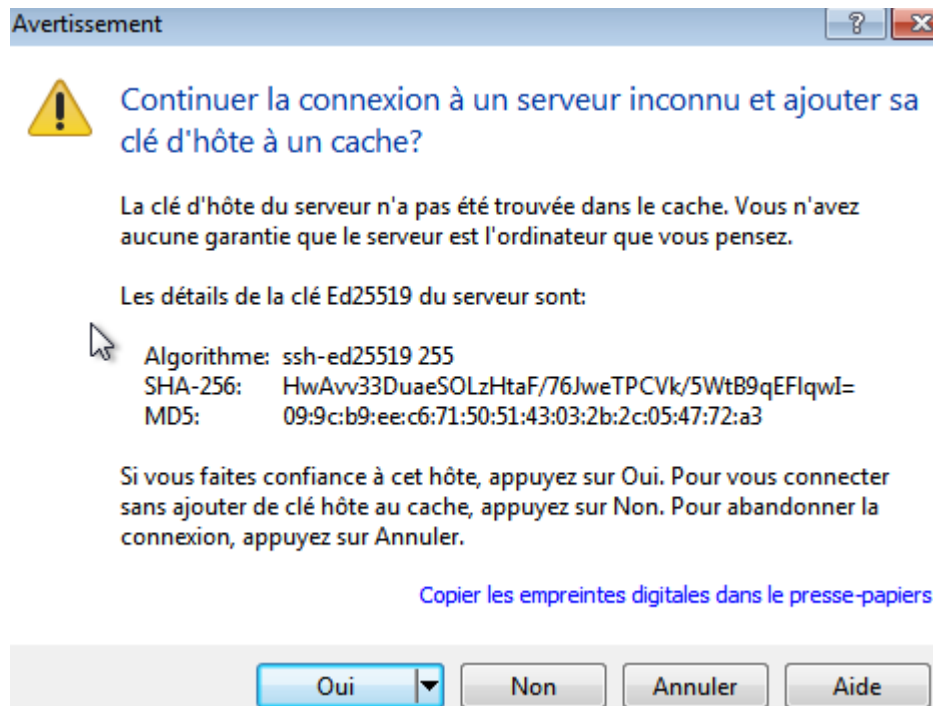 Avertissement
Continuer la connexion à un serveur inconnu et ajouter sa
clé d'hôte à un cache?
La clé d'hôte du serveur n'a pas été trouvée dans le cache. Vous n'avez
aucune garantie que le serveur est l'ordinateur que vous pensez.
Les détails de la clé Ed25519 du serveur sont:
Algorithme: ssh-ed25519 255
SHA-256: HwAvv33DuaeSOLzHtaF/76JweTPCVk/5WtB9qEFlqwI=
MD5: 09:9c:b9:ee:c6:71:50:51:43:03:2b:2c:05:47:72:a3
Si vous faites confiance à cet hôte, appuyez sur Oui. Pour vous connecter
sans ajouter de clé hôte au cache, appuyez sur Non. Pour abandonner la
connexion, appuyez sur Annuler.
Copier les empreintes digitales dans le presse-papiers
Oui Non Annuler Aide